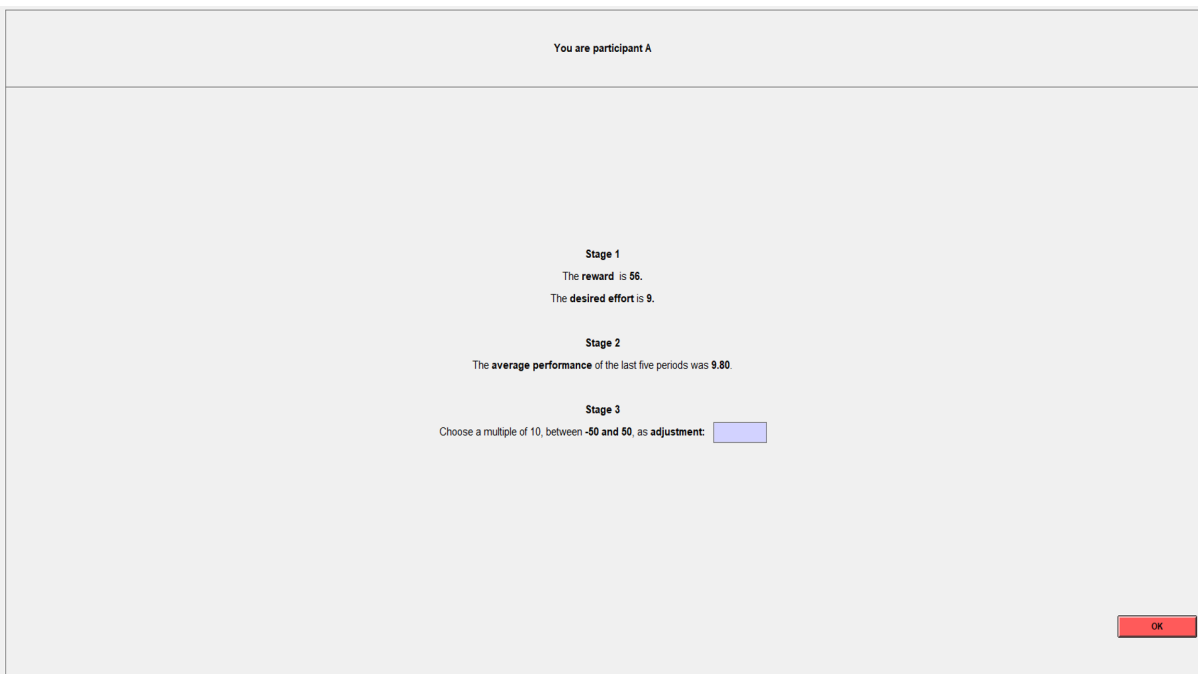 You are participant A
Stage 1
The reward is 56.
The desired effort is 9.
Stage 2
The average performance of the last five periods was 9.80.
Stage 3
Choose a multiple of 10, between -50 and 50, as adjustment:
OK